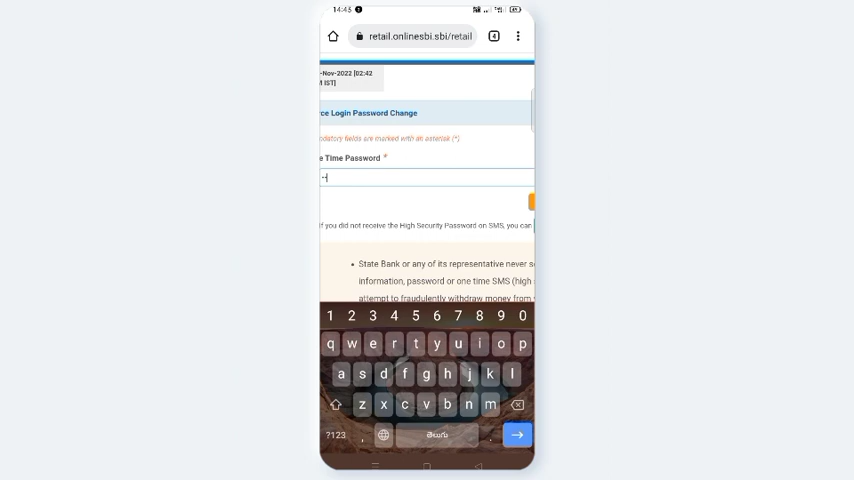 14:45
retail.onlinesbi.sbi/retail
4
-Nov-2022 [02:42
IST]
ce Login Password Change
ndatory fields are marked with an asterisk (*)
e Time Password *
If you did not receive the High Security Password on SMS, you can
• State Bank or any of its representative never s
information, password or one time SMS (high
attempt to fraudulently withdraw money from
1 2 3 4 5 6 7 8 9 0
q w e r t y u i o p
a s d f g h j k l
z x c v b n m
?123 , తెలుగు .